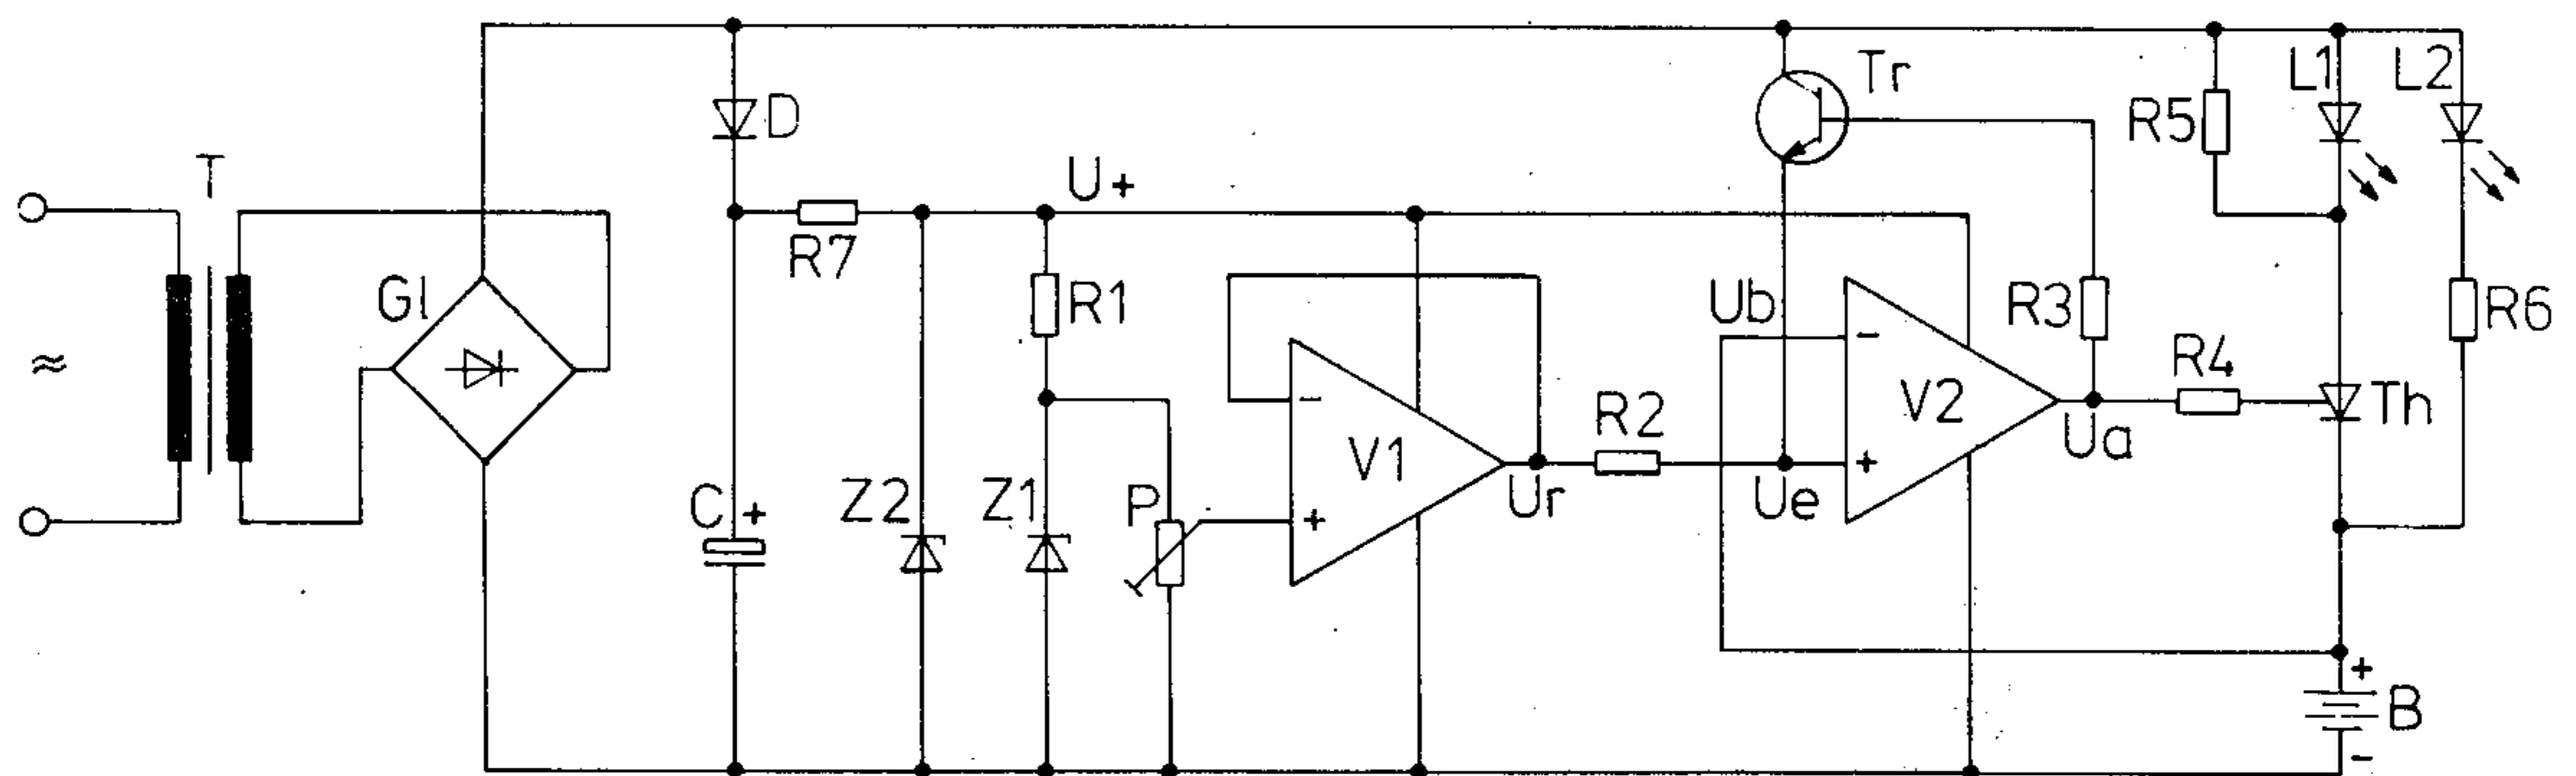 T
≈
Gl
D
C +
R7
Z2
Z1
U+
R1
P
-
+
V1
Ur
R2
Tr
Ub
Ue
-
+
V2
Ua
R3
R4
R5
L1
L2
R6
Th
+
B
-